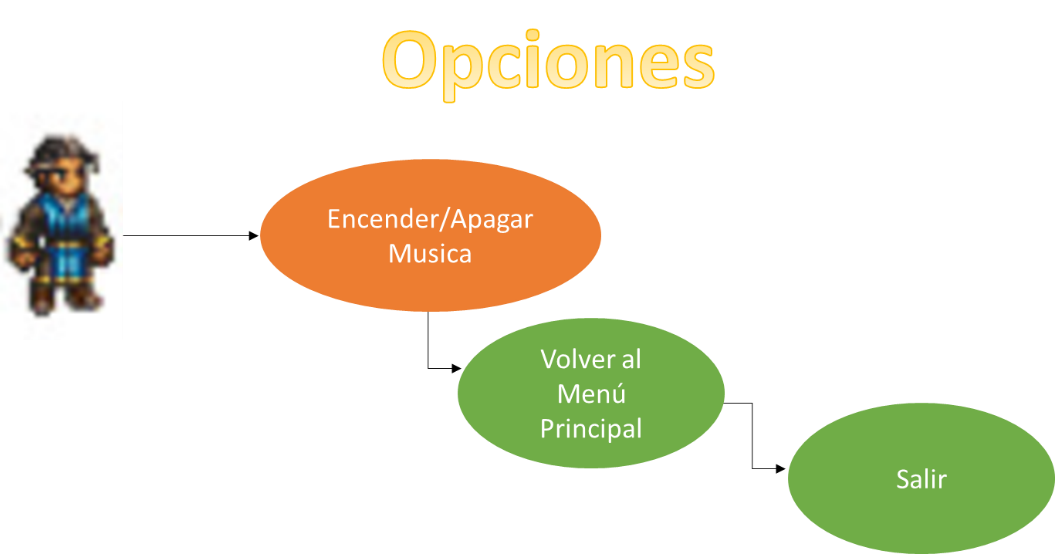 Opciones
Encender/Apagar
Musica
Volver al
Menú
Principal
Salir